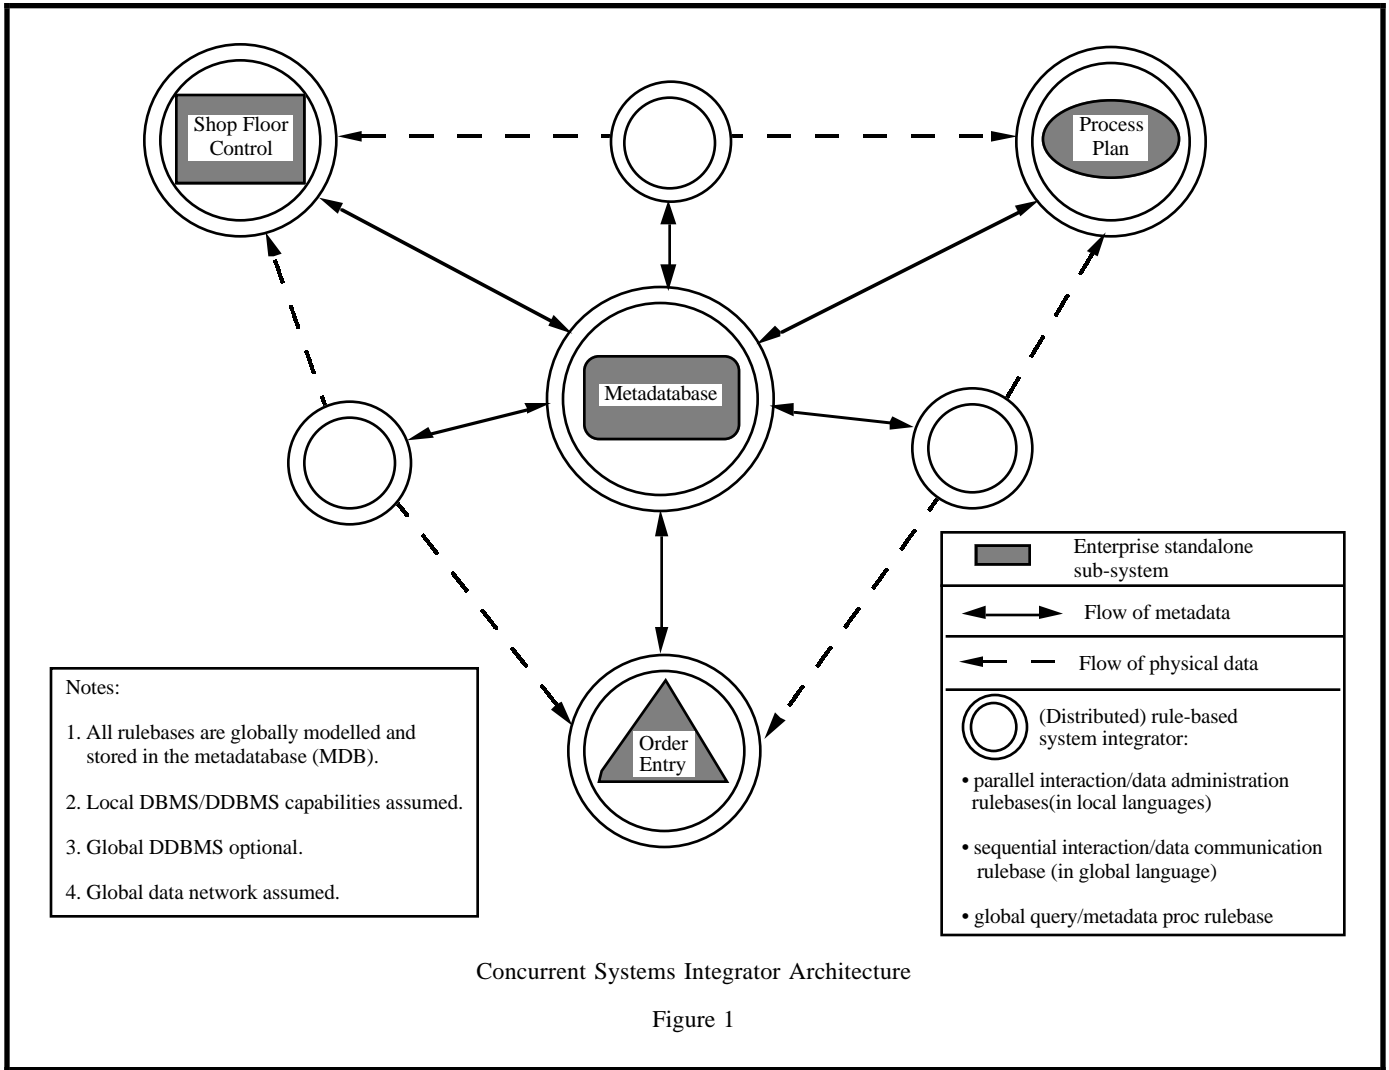 Shop Floor
Control
Process
Plan
Metadatabase
Order
Entry
Enterprise standalone
sub-system
Flow of metadata
Flow of physical data
(Distributed) rule-based
system integrator:
• parallel interaction/data administration
rulebases(in local languages)
• sequential interaction/data communication
rulebase (in global language)
• global query/metadata proc rulebase
Notes:
1. All rulebases are globally modelled and
stored in the metadatabase (MDB).
2. Local DBMS/DDBMS capabilities assumed.
3. Global DDBMS optional.
4. Global data network assumed.
Concurrent Systems Integrator Architecture
Figure 1